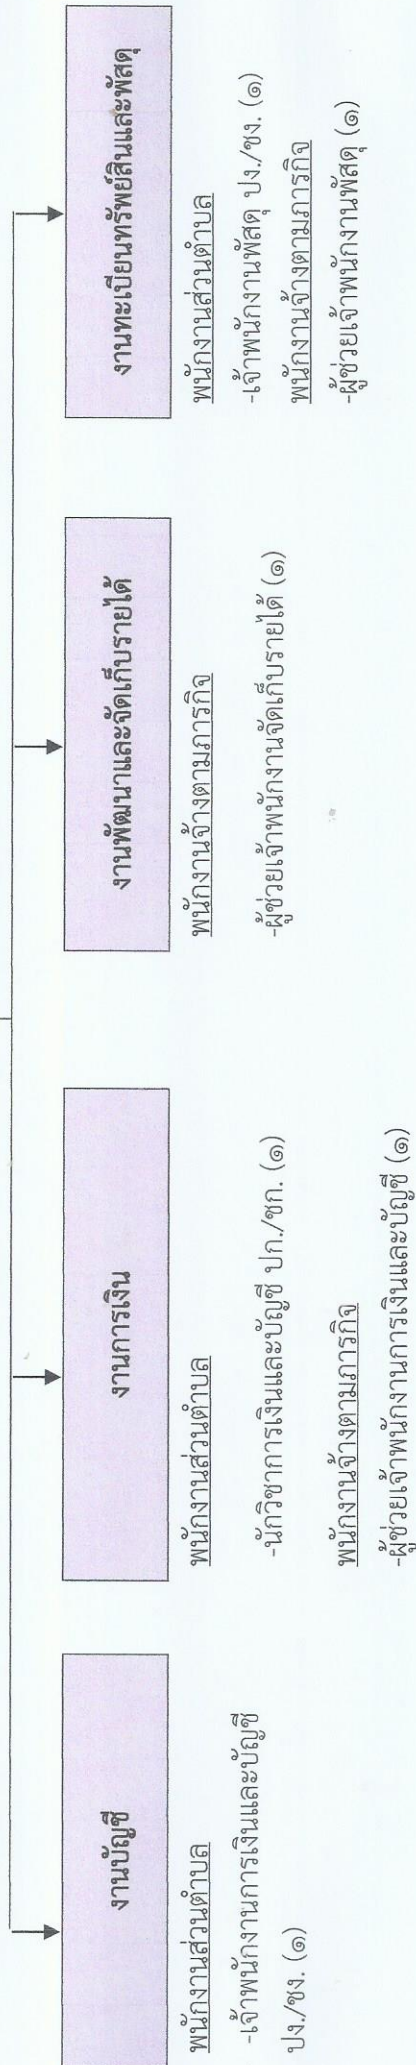 งานบัญชี
พนักงานส่วนตำบล
-เจ้าพนักงานการเงินและบัญชี
ปง./ชง. (๑)
งานการเงิน
พนักงานส่วนตำบล
-นักวิชาการเงินและบัญชี ปก./ชก. (๑)
พนักงานจ้างตามภารกิจ
-ผู้ช่วยเจ้าพนักงานการเงินและบัญชี (๑)
งานพัฒนาและจัดเก็บรายได้
พนักงานจ้างตามภารกิจ
-ผู้ช่วยเจ้าพนักงานจัดเก็บรายได้ (๑)
งานทะเบียนทรัพย์สินและพัสดุ
พนักงานส่วนตำบล
-เจ้าพนักงานพัสดุ ปง./ชง. (๑)
พนักงานจ้างตามภารกิจ
-ผู้ช่วยเจ้าพนักงานพัสดุ (๑)